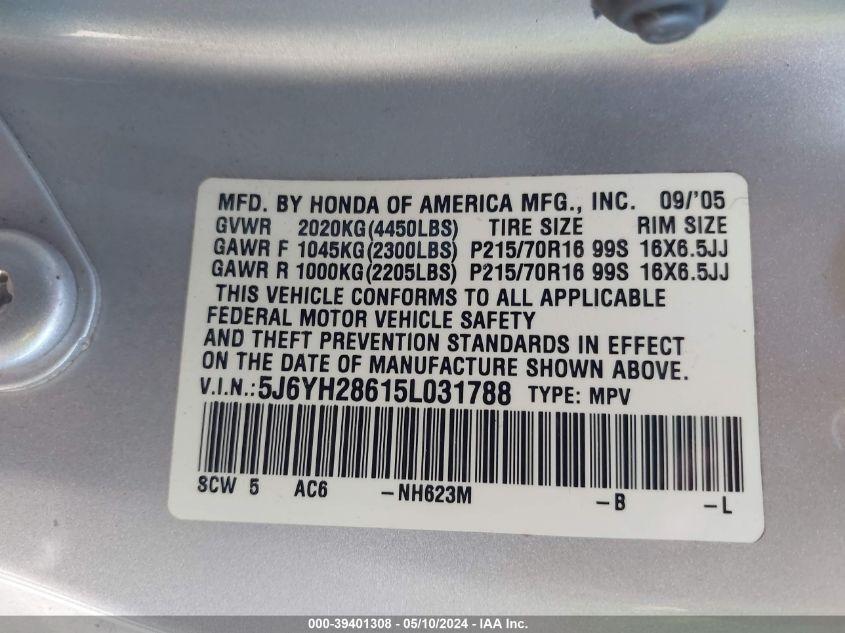 MFD. BY HONDA OF AMERICA MFG., INC. 09/'05
GVWR 2020KG(4450LBS) TIRE SIZE RIM SIZE
GAWR F 1045KG(2300LBS) P215/70R16 99S 16X6.5JJ
GAWR R 1000KG(2205LBS) P215/70R16 99S 16X6.5JJ
THIS VEHICLE CONFORMS TO ALL APPLICABLE
FEDERAL MOTOR VEHICLE SAFETY
AND THEFT PREVENTION STANDARDS IN EFFECT
ON THE DATE OF MANUFACTURE SHOWN ABOVE.
V.I.N.:5J6YH28615L031788 TYPE: MPV
SCW 5 AC6 -NH623M -B -L
000-39401308 - 05/10/2024 - IAA Inc.